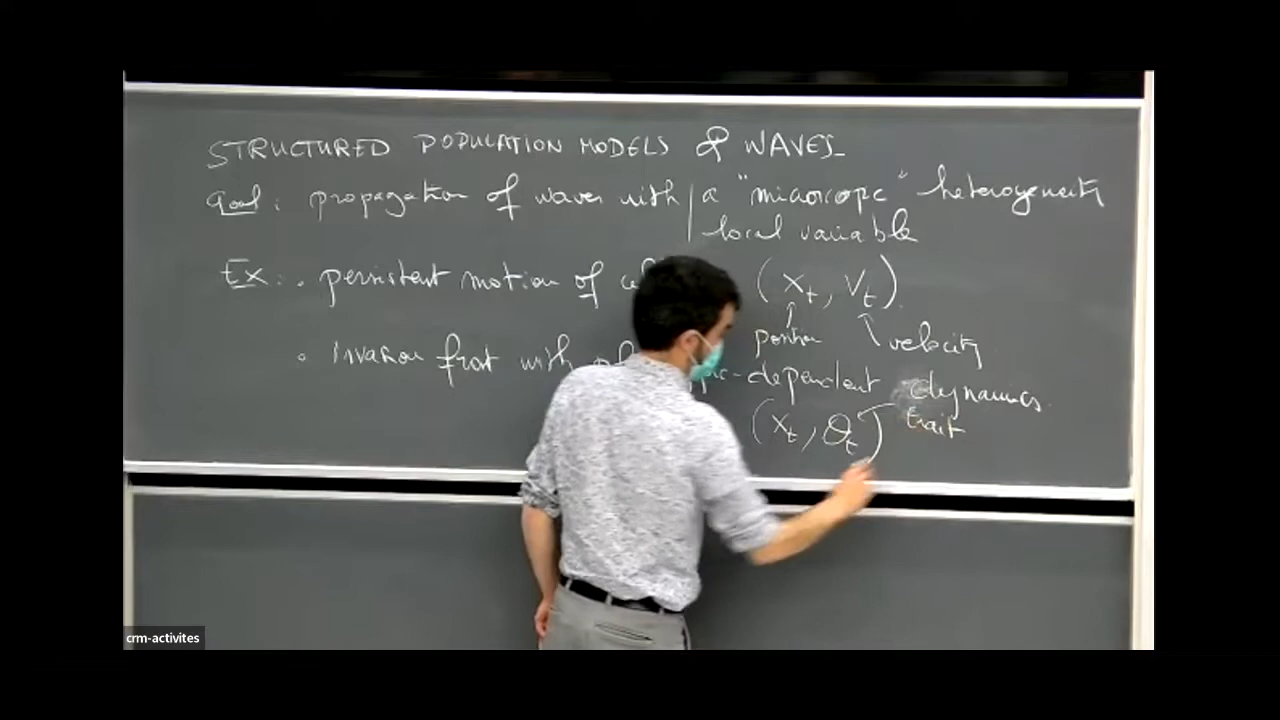 STRUCTURED POPULATION MODELS & WAVES
Goal: propagation of waves with | a "microscopic" heterogeneity
local variable
Ex: . persistent motion of (Xt, Vt).
position velocity
. Invasion front with -dependent dynamics
(Xt, θt) trait
crm-activites